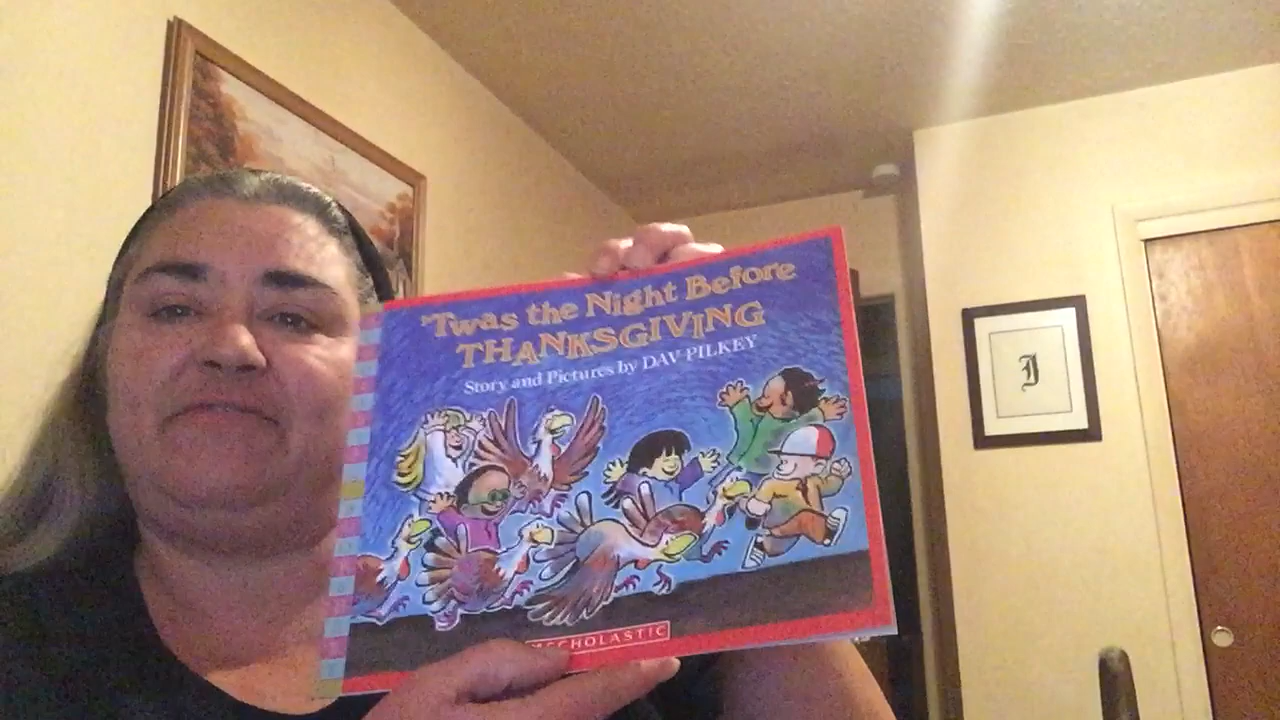 'Twas the Night Before
THANKSGIVING
Story and Pictures by DAV PILKEY
SCHOLASTIC
J